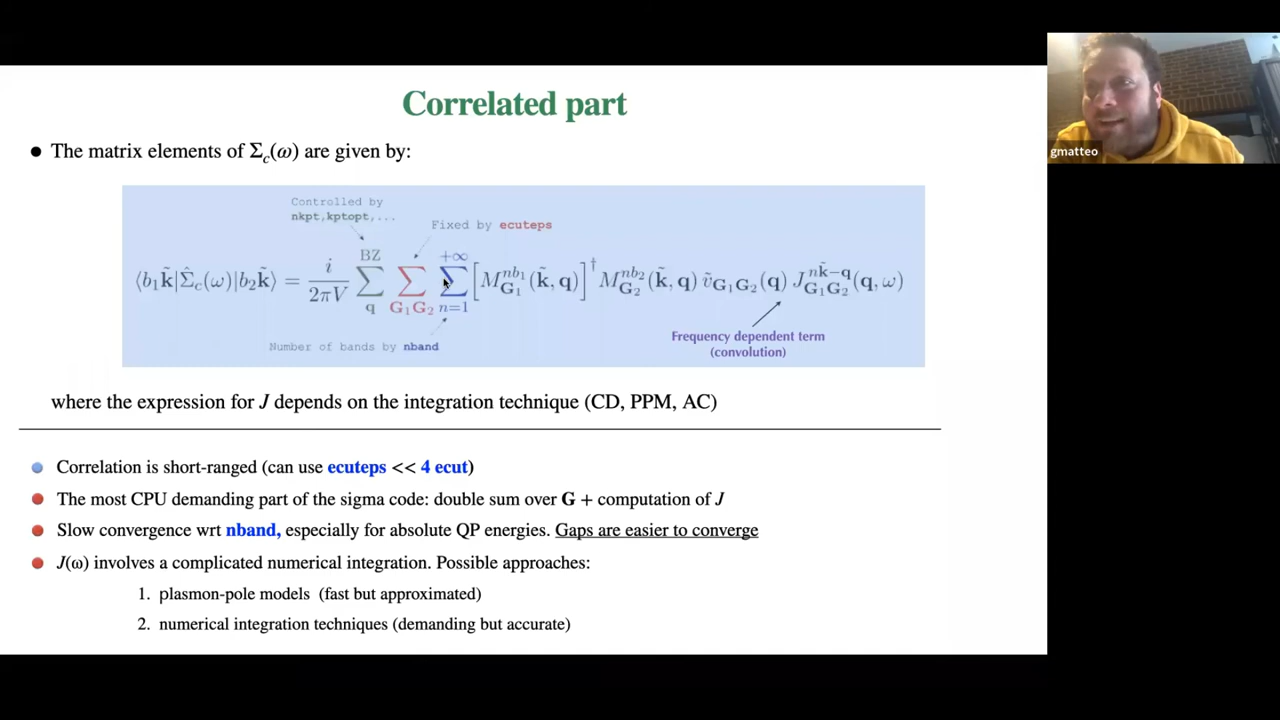 Correlated part
● The matrix elements of Σc(ω) are given by:
Controlled by
nkpt,kptopt,...
Fixed by ecuteps
⟨b₁k̃|Σ̂c(ω)|b₂k̃⟩ = i/2πV ∑_q^BZ ∑_G₁G₂ ∑_n=1^+∞ [M_G₁^nb₁(k̃,q)]† M_G₂^nb₂(k̃,q) ṽ_G₁G₂(q) J_G₁G₂^nk̃−q(q,ω)
Number of bands by nband
Frequency dependent term
(convolution)
where the expression for J depends on the integration technique (CD, PPM, AC)
● Correlation is short-ranged (can use ecuteps << 4 ecut)
● The most CPU demanding part of the sigma code: double sum over G + computation of J
● Slow convergence wrt nband, especially for absolute QP energies. Gaps are easier to converge
● J(ω) involves a complicated numerical integration. Possible approaches:
1. plasmon-pole models (fast but approximated)
2. numerical integration techniques (demanding but accurate)
gmatteo